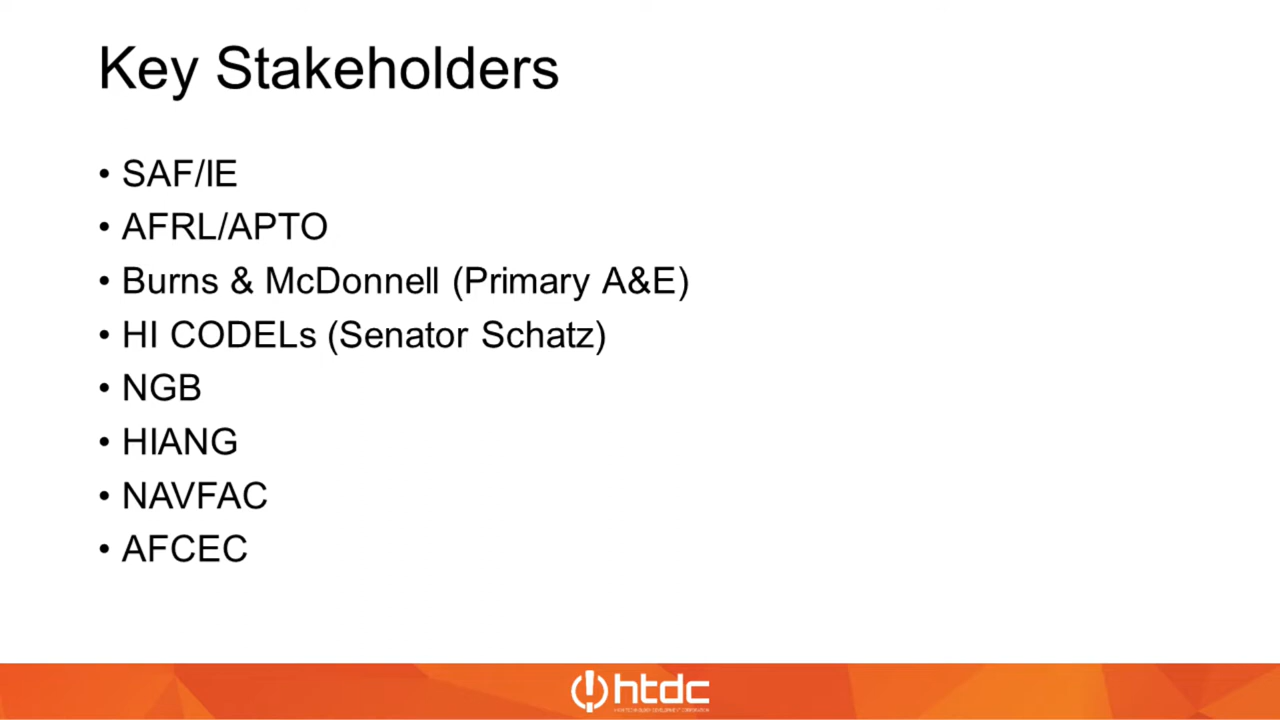 Key Stakeholders
• SAF/IE
• AFRL/APTO
• Burns & McDonnell (Primary A&E)
• HI CODELs (Senator Schatz)
• NGB
• HIANG
• NAVFAC
• AFCEC
htdc